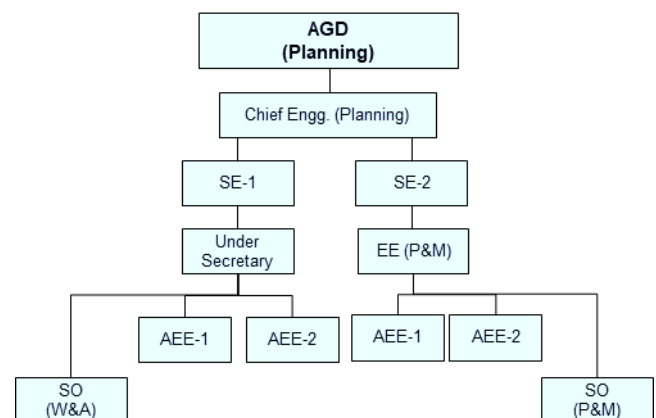 AGD
(Planning)
Chief Engg. (Planning)
SE-1
SE-2
Under
Secretary
EE (P&M)
AEE-1
AEE-2
AEE-1
AEE-2
SO
(W&A)
SO
(P&M)